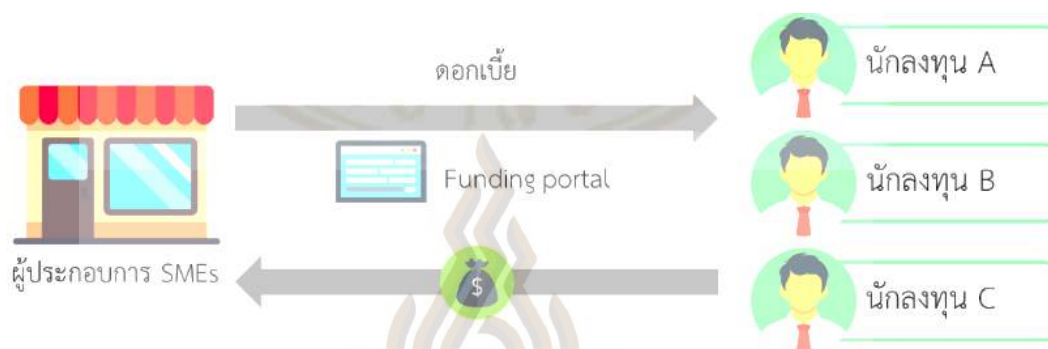 นักลงทุน A
ดอกเบี้ย
Funding portal
นักลงทุน B
ผู้ประกอบการ SMEs
$
นักลงทุน C